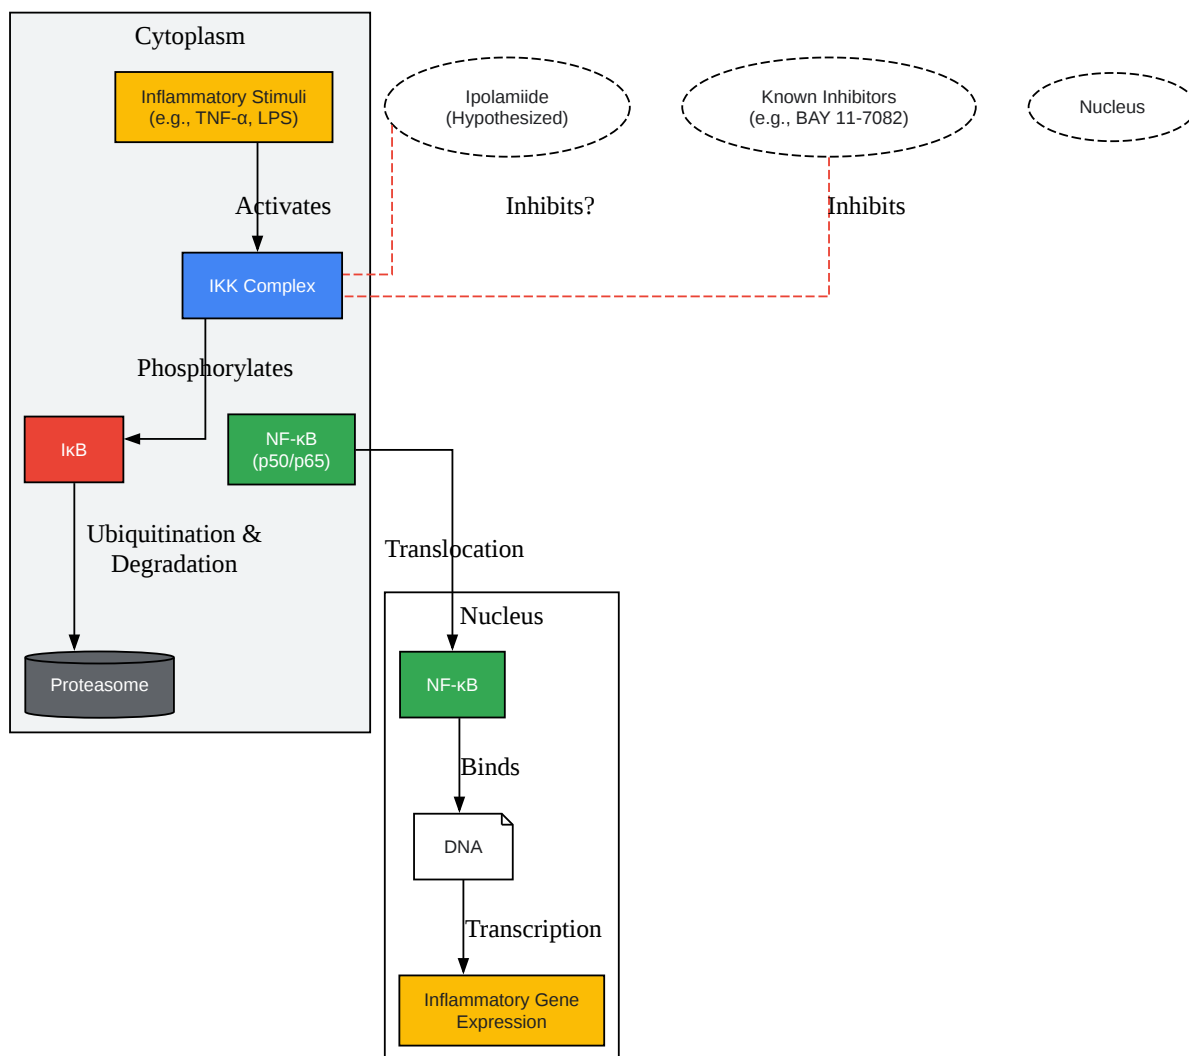 Cytoplasm
Inflammatory Stimuli
(e.g., TNF-α, LPS)
Ipolamiide
(Hypothesized)
Known Inhibitors
(e.g., BAY 11-7082)
Nucleus
Activates
Inhibits?
Inhibits
IKK Complex
Phosphorylates
IκB
NF-κB
(p50/p65)
Ubiquitination &
Degradation
Translocation
Nucleus
Proteasome
NF-κB
Binds
DNA
Transcription
Inflammatory Gene
Expression